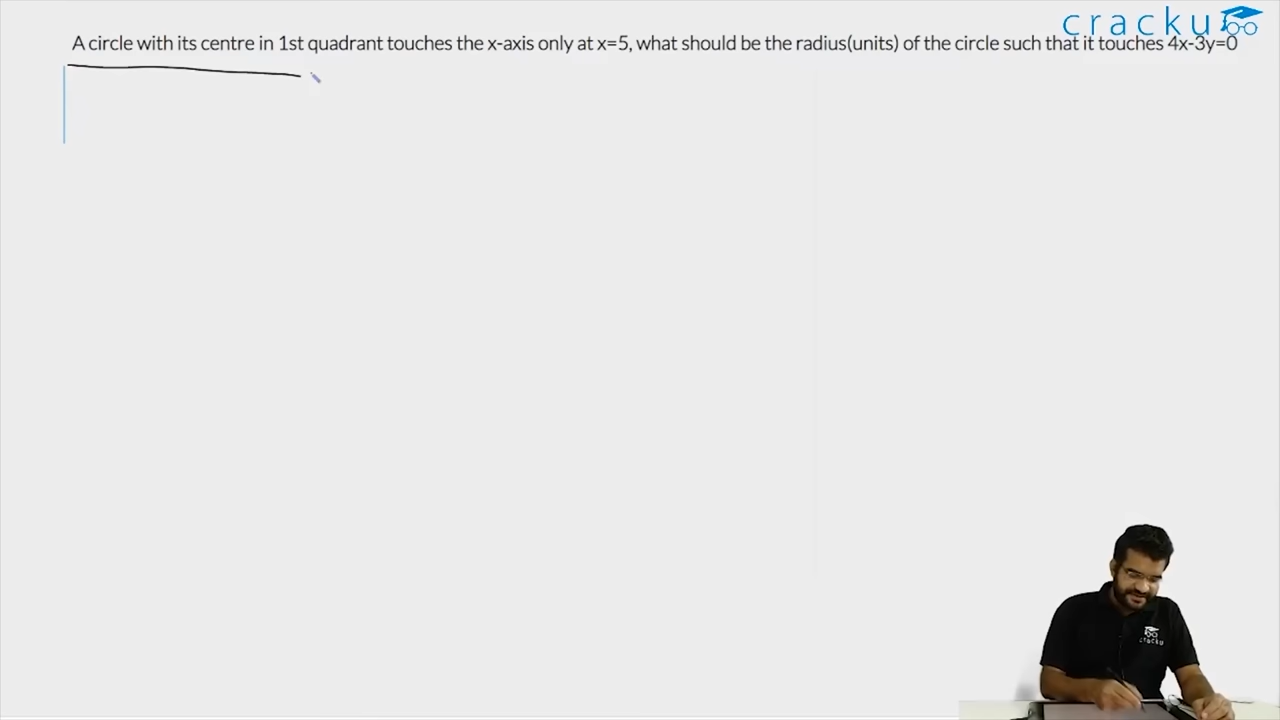 cracku
A circle with its centre in 1st quadrant touches the x-axis only at x=5, what should be the radius(units) of the circle such that it touches 4x-3y=0
cracku